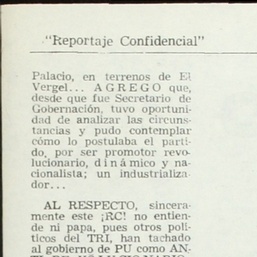 "Reportaje Confidencial"
Palacio, en terrenos de El
Vergel... AGREGO que,
desde que fue Secretario de
Gobernación, tuvo oportuni-
dad de analizar las circuns-
tancias y pudo contemplar
cómo lo postulaba el parti-
do, por ser promotor revo-
lucionario, dinámico y na-
cionalista; un industrializa-
dor...
AL RESPECTO, sincera-
mente este ¡RC! no entien-
de ni papa, pues otros polí-
ticos del TRI, han tachado
al gobierno de PU como AN-